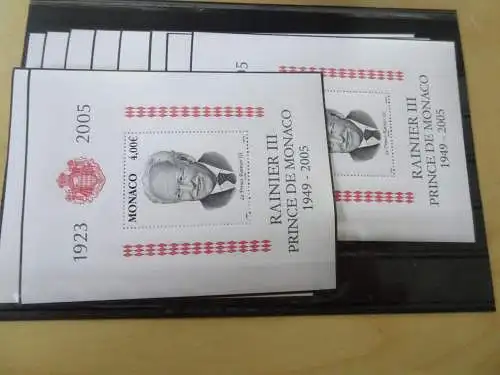 1923 2005
MONACO 4,00€
Le Prince Rainier III
RAINIER III
PRINCE DE MONACO
1949 - 2005
RAINIER III
PRINCE DE MONACO
1949 - 2005